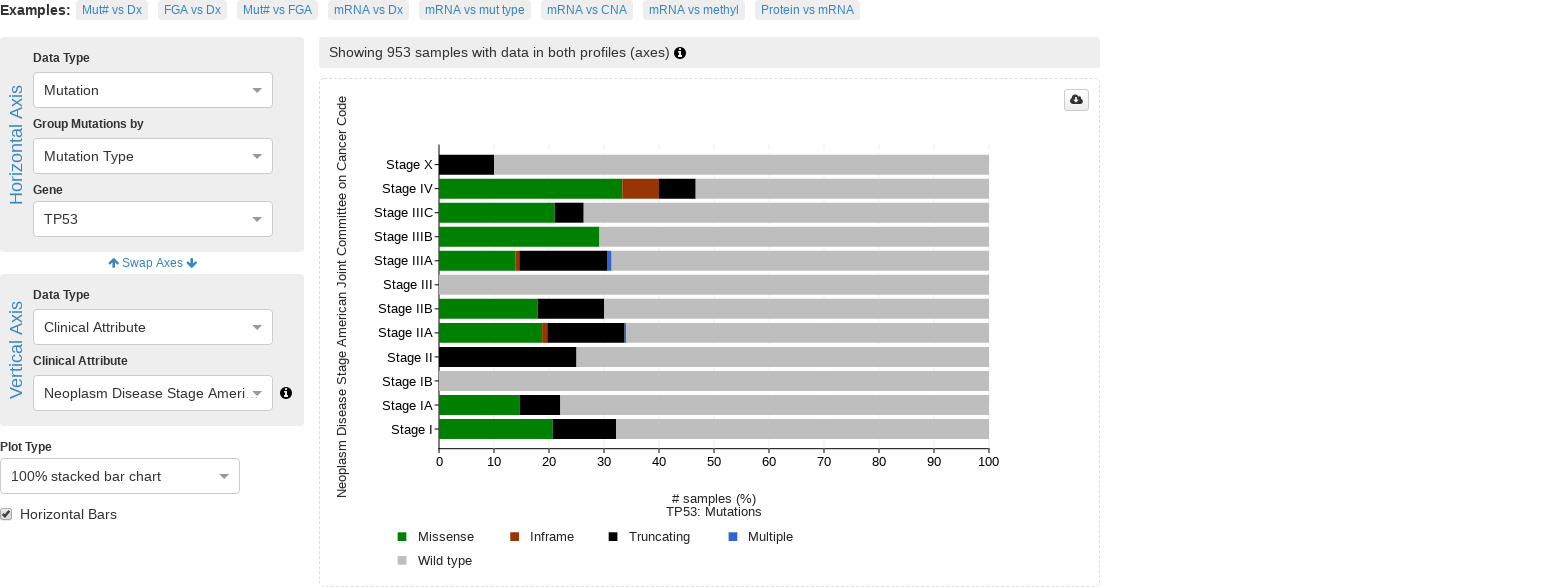 Examples: Mut# vs Dx FGA vs Dx Mut# vs FGA mRNA vs Dx mRNA vs mut type mRNA vs CNA mRNA vs methyl Protein vs mRNA
Horizontal Axis
Data Type
Mutation
Group Mutations by
Mutation Type
Gene
TP53
Swap Axes
Vertical Axis
Data Type
Clinical Attribute
Clinical Attribute
Neoplasm Disease Stage Ameri...
Plot Type
100% stacked bar chart
Horizontal Bars
Showing 953 samples with data in both profiles (axes)
Neoplasm Disease Stage American Joint Committee on Cancer Code
Stage X
Stage IV
Stage IIIC
Stage IIIB
Stage IIIA
Stage III
Stage IIB
Stage IIA
Stage II
Stage IB
Stage IA
Stage I
0 10 20 30 40 50 60 70 80 90 100
# samples (%)
TP53: Mutations
Missense Inframe Truncating Multiple
Wild type